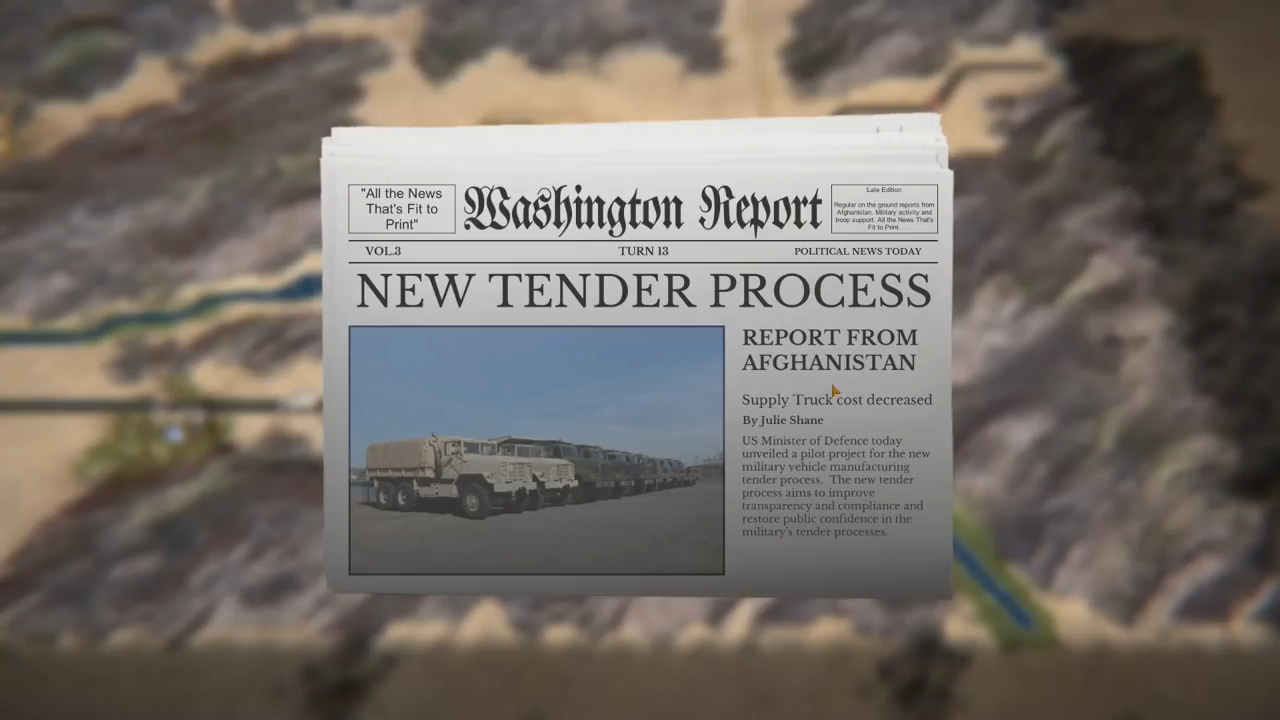 "All the News
That's Fit to
Print"
Washington Report
Late Edition
Regular on the ground reports from
Afghanistan. Military activity and
troop support. All the News That's
Fit to Print.
VOL.3 TURN 13 POLITICAL NEWS TODAY
NEW TENDER PROCESS
REPORT FROM
AFGHANISTAN
Supply Truck cost decreased
By Julie Shane
US Minister of Defence today
unveiled a pilot project for the new
military vehicle manufacturing
tender process. The new tender
process aims to improve
transparency and compliance and
restore public confidence in the
military's tender processes.